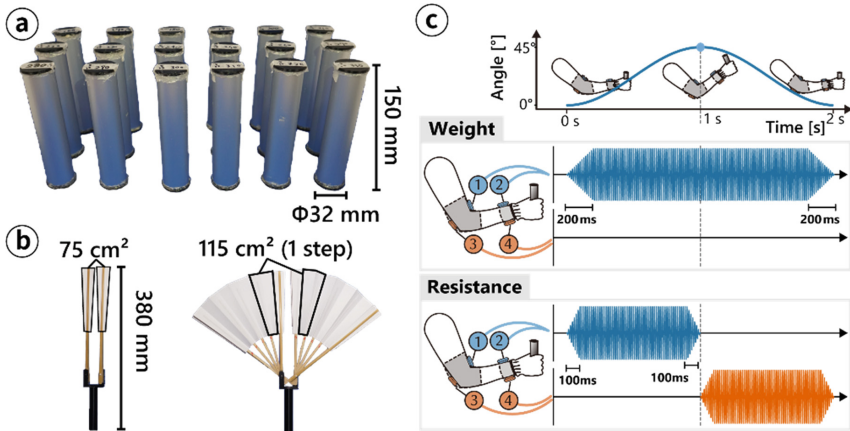 a
150 mm
Φ32 mm
b
75 cm²
115 cm² (1 step)
380 mm
c
Angle [°]
45°
0°
0 s
1 s
2 s
Time [s]
Weight
1
2
3
4
200ms
200ms
Resistance
1
2
3
4
100ms
100ms